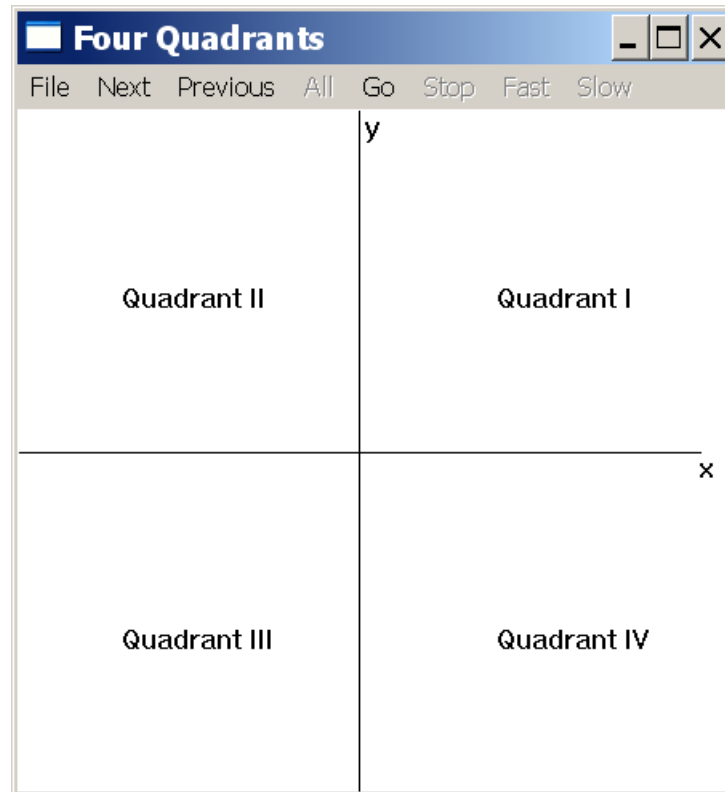 Four Quadrants
File Next Previous All Go Stop Fast Slow
y
Quadrant II Quadrant I
x
Quadrant III Quadrant IV